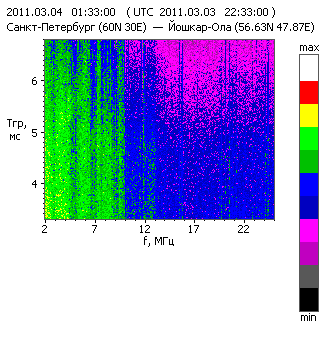 2011.03.04 01:33:00 ( UTC 2011.03.03 22:33:00 )
Санкт-Петербург (60N 30E) — Йошкар-Ола (56.63N 47.87E)
max
6
Тгр,
мс
5
4
2 7 12 17 22
f, МГц
min